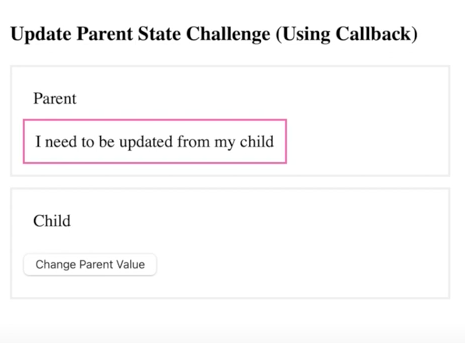 Update Parent State Challenge (Using Callback)
Parent
I need to be updated from my child
Child
Change Parent Value